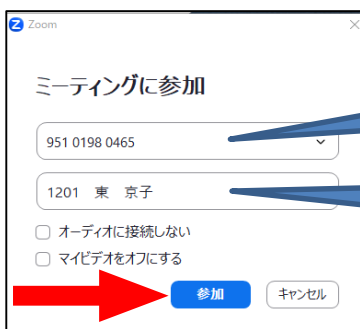 Zoom
ミーティングに参加
951 0198 0465
1201　東　京子
オーディオに接続しない
マイビデオをオフにする
参加　キャンセル